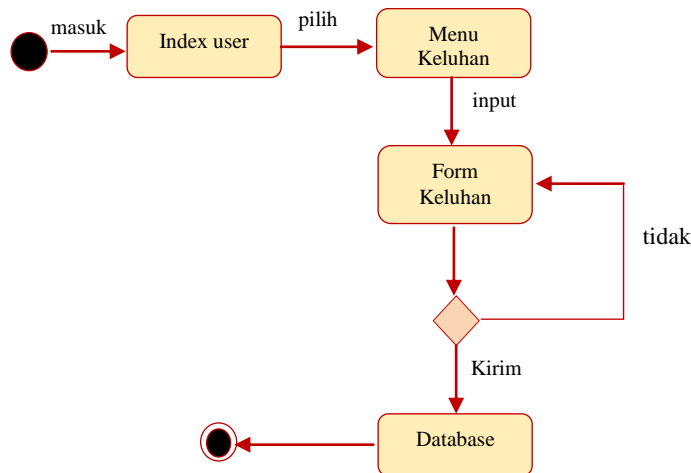 masuk
Index user
pilih
Menu
Keluhan
input
Form
Keluhan
tidak
Kirim
Database